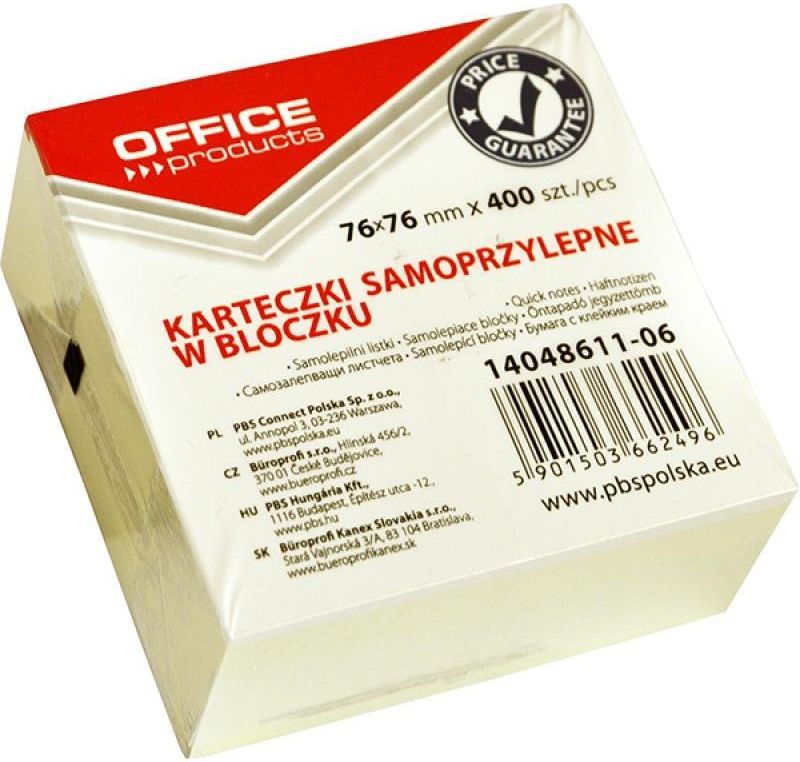 OFFICE
products
PRICE
GUARANTEE
76x76 mm X 400 szt./pcs
KARTECZKI SAMOPRZYLEPNE
W BLOCZKU
• Quick notes • Haftnotizen
• Samolepilni listki • Samolepiace bločky • Öntapadó jegyzettömb
• Самозалепващи листчета • Samolepící bločky • Бумага с клейким краем
14048611-06
5 901503 662496
www.pbspolska.eu
PL PBS Connect Polska Sp. z o.o.,
ul. Annopol 3, 03-236 Warszawa,
www.pbspolska.eu
CZ Büroprofi s.r.o., Hlinská 456/2,
370 01 České Budějovice,
www.bueroprofi.cz
HU PBS Hungária Kft.,
1116 Budapest, Építész utca -12,
www.pbs.hu
SK Büroprofi Kanex Slovakia s.r.o.,
Stará Vajnorská 3/A, 83 104 Bratislava,
www.bueroprofikanex.sk